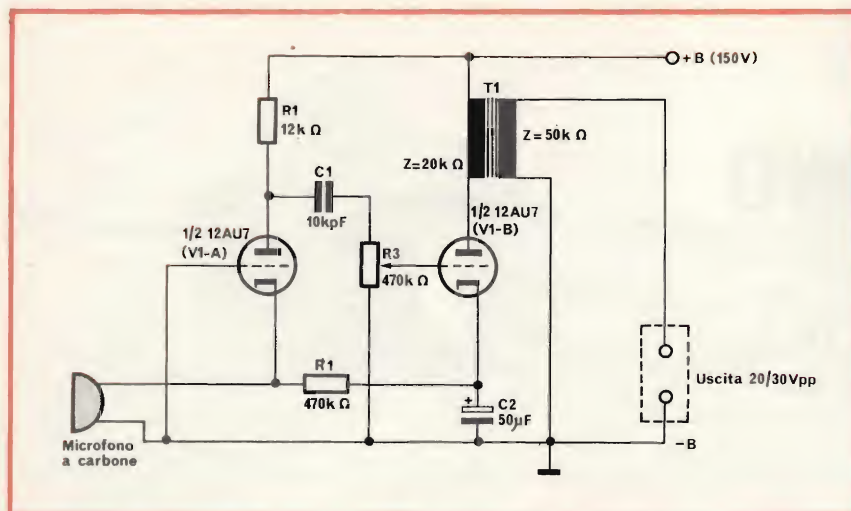 +B (150V)
T1
R1
12k Ω
Z=50k Ω
C1
Z=20k Ω
10kpF
1/2 12AU7
(V1-A)
1/2 12AU7
(V1-B)
R3
470k Ω
R1
470k Ω
+
C2
50µF
Uscita 20/30Vpp
-B
Microfono
a carbone